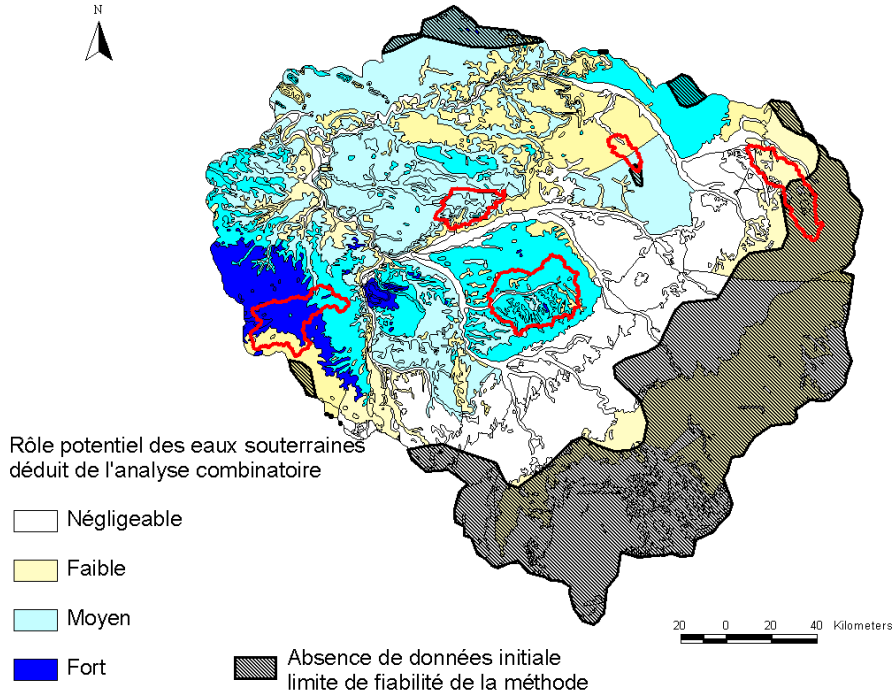 N
Rôle potentiel des eaux souterraines
déduit de l'analyse combinatoire
Négligeable
Faible
Moyen
Fort
Absence de données initiale
limite de fiabilité de la méthode
20 0 20 40 Kilometers